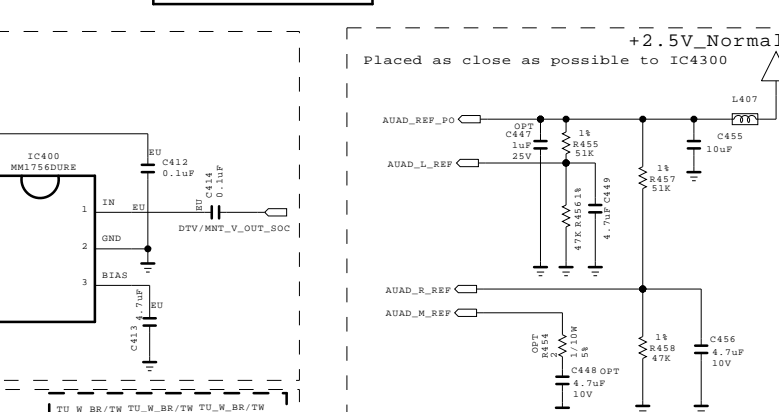 +2.5V_Normal
Placed as close as possible to IC4300
L407
AUAD_REF_PO
OPT
C447
1uF
25V
1%
R455
51K
C455
10uF
AUAD_L_REF
1%
R457
51K
R456 1%
47K
C449
4.7uF
AUAD_R_REF
AUAD_M_REF
OPT
R454
2
1/10W
5%
C448 OPT
4.7uF
10V
1%
R458
47K
C456
4.7uF
10V
IC400
MM1756DURE
EU
C412
0.1uF
EU
C414
0.1uF
1
IN
EU
DTV/MNT_V_OUT_SOC
2
GND
3
BIAS
C413
4.7uF
EU
TU_W_BR/TW TU_W_BR/TW TU_W_BR/TW